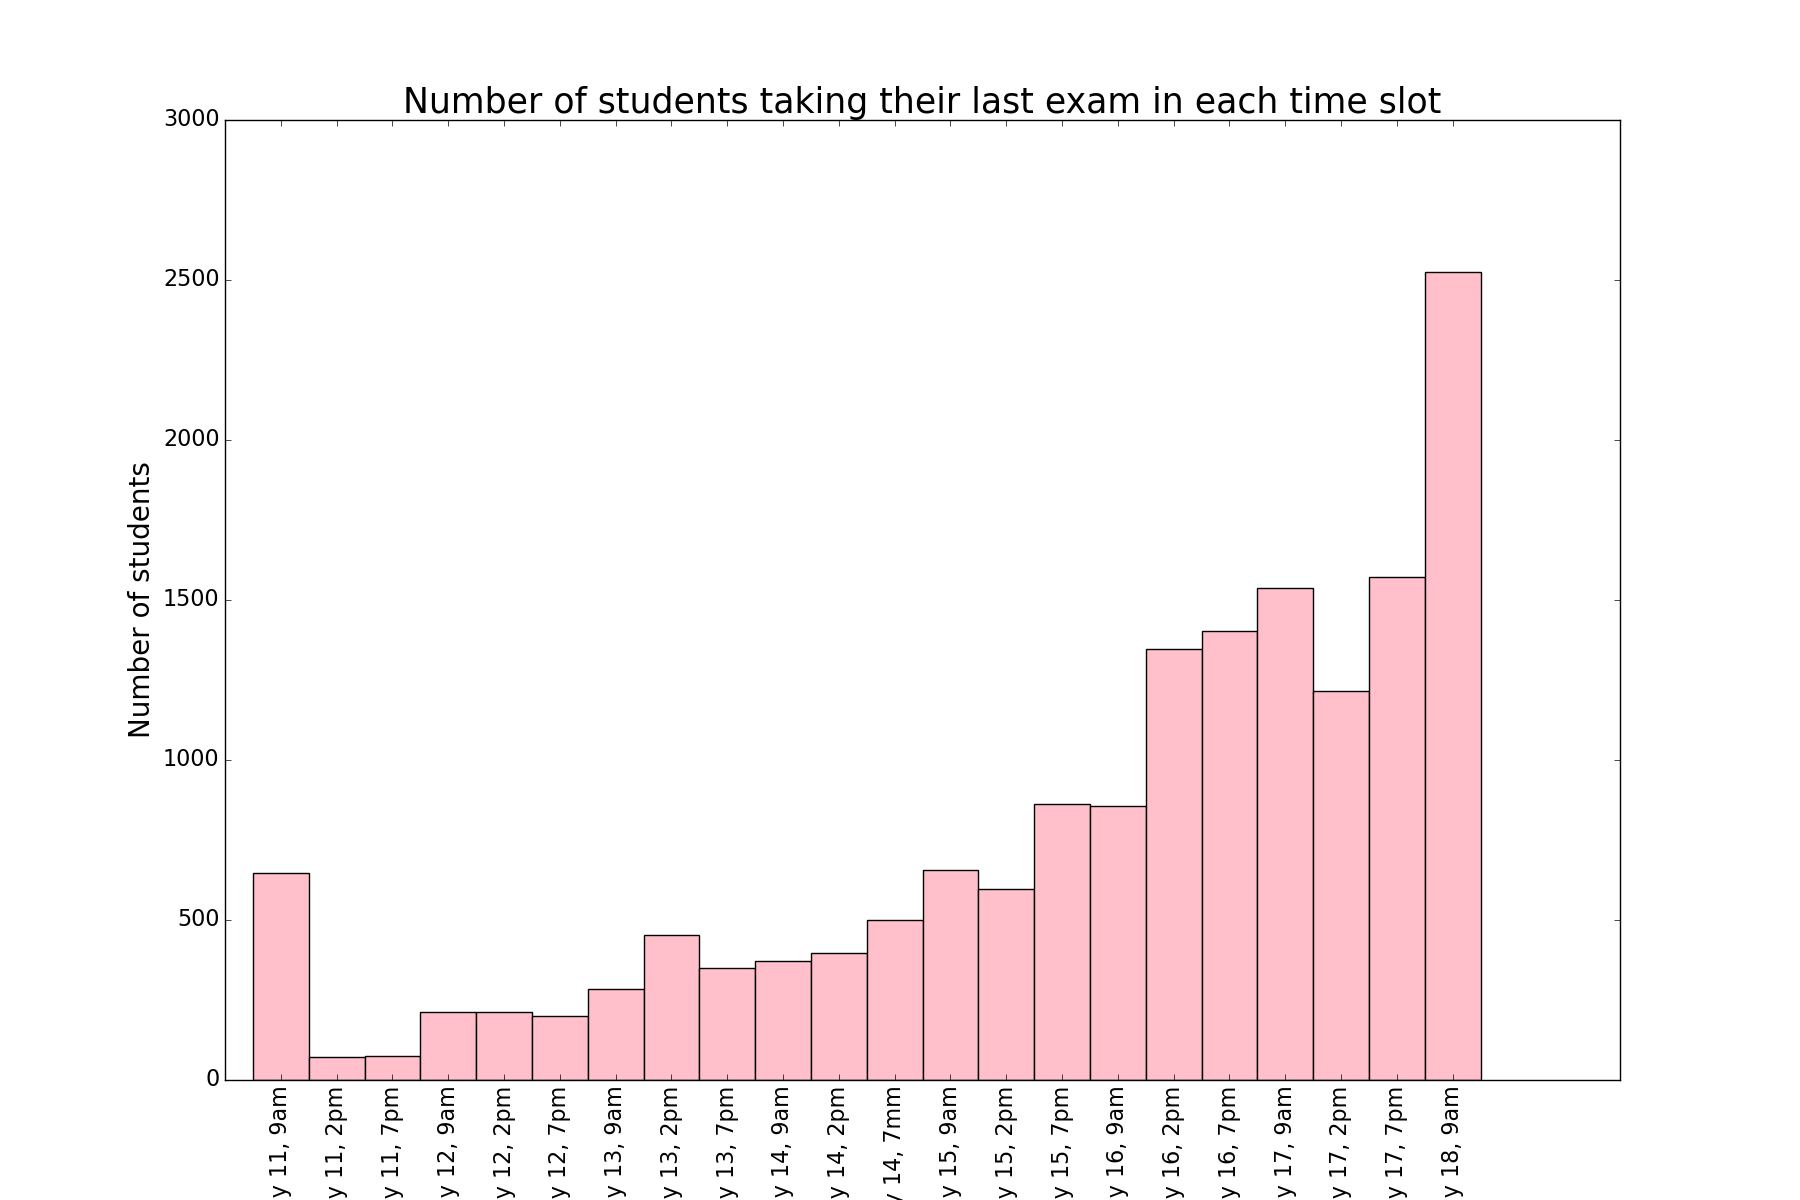 Number of students taking their last exam in each time slot
Number of students
3000
2500
2000
1500
1000
500
0
y 11, 9am
y 11, 2pm
y 11, 7pm
y 12, 9am
y 12, 2pm
y 12, 7pm
y 13, 9am
y 13, 2pm
y 13, 7pm
y 14, 9am
y 14, 2pm
y 14, 7mm
y 15, 9am
y 15, 2pm
y 15, 7pm
y 16, 9am
y 16, 2pm
y 16, 7pm
y 17, 9am
y 17, 2pm
y 17, 7pm
y 18, 9am